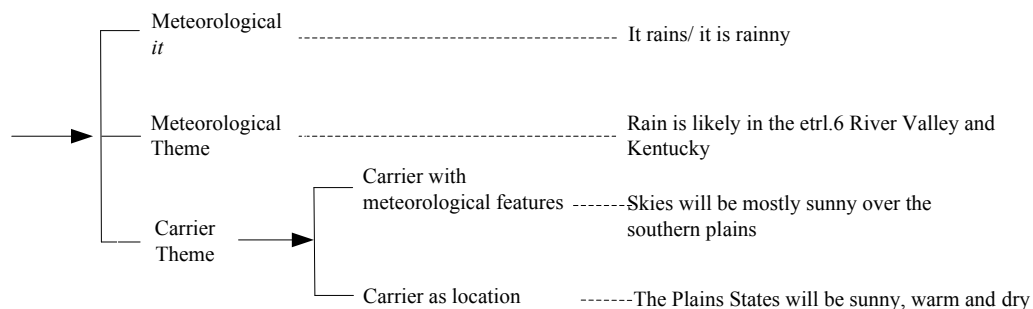 Meteorological
it
It rains/ it is rainny
Meteorological
Theme
Rain is likely in the etrl.6 River Valley and
Kentucky
Carrier with
meteorological features
Skies will be mostly sunny over the
southern plains
Carrier
Theme
Carrier as location
The Plains States will be sunny, warm and dry